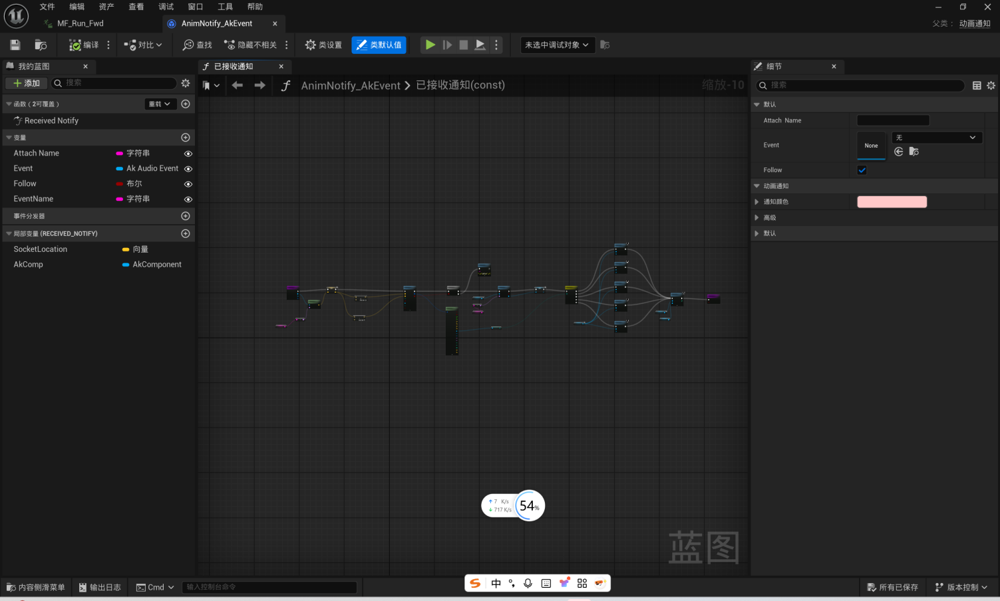 文件 编辑 资产 查看 调试 窗口 工具 帮助
MF_Run_Fwd
AnimNotify_AkEvent
父类： 动画通知
编译
对比
查找
隐藏不相关
类设置
类默认值
未选中调试对象
我的蓝图
添加
搜索
函数（2可覆盖）
重载
Received Notify
变量
Attach Name 字符串
Event Ak Audio Event
Follow 布尔
EventName 字符串
事件分发器
局部变量 (RECEIVED_NOTIFY)
SocketLocation 向量
AkComp AkComponent
已接收通知
AnimNotify_AkEvent > 已接收通知(const)
缩放-10
7 K/s
717 K/s
54%
蓝图
细节
搜索
默认
Attach Name
Event
None
无
Follow
动画通知
通知颜色
高级
默认
内容侧滑菜单
输出日志
Cmd
输入控制台命令
中
所有已保存
版本控制